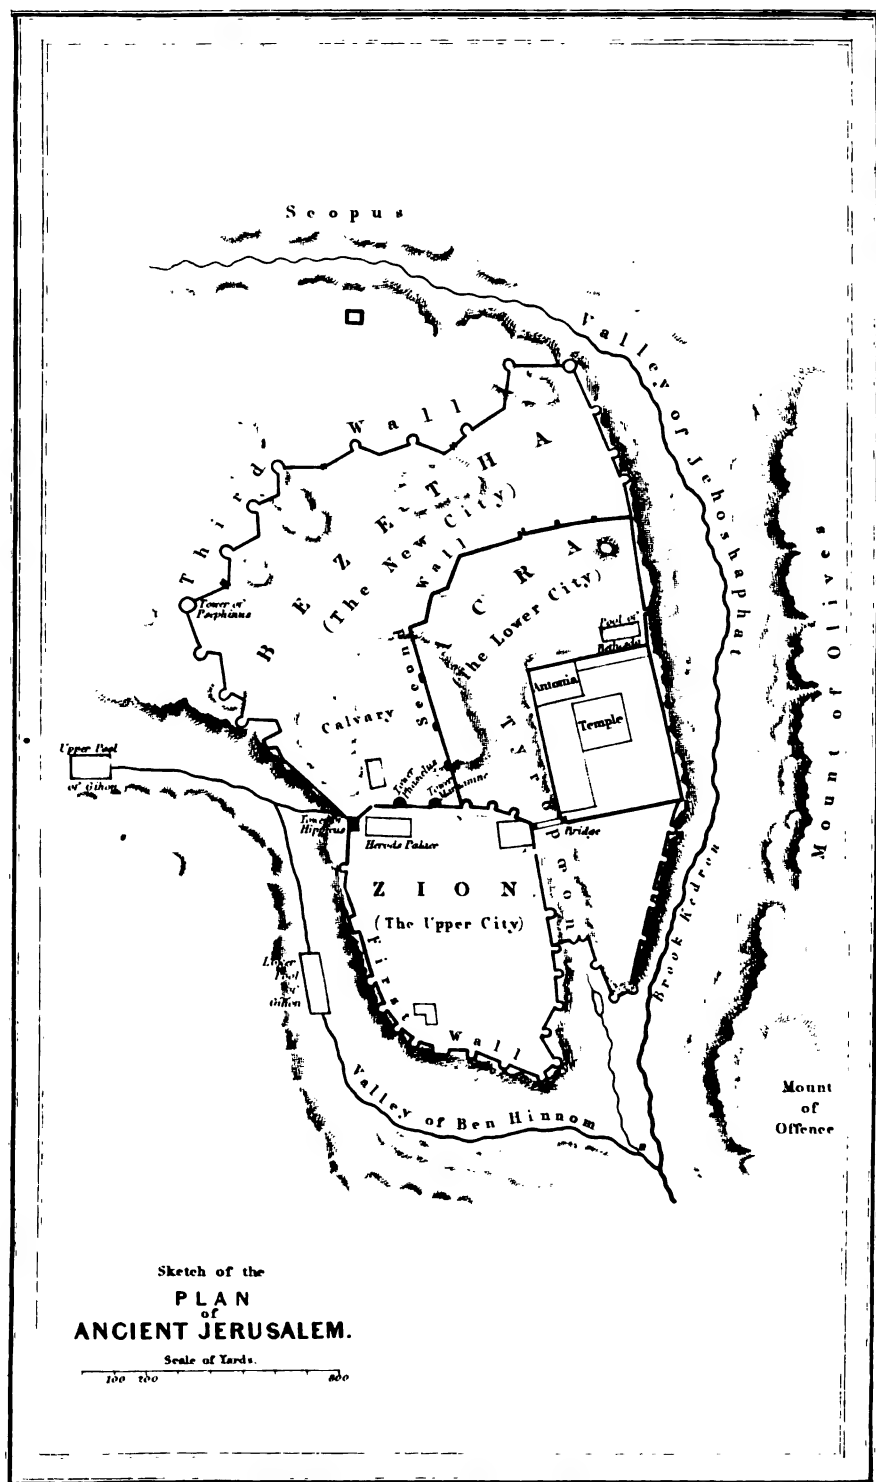 Scopus
Valley of Jehoshaphat
Third Wall
BEZETHA
(The New City)
Second Wall
ACRA
(The Lower City)
Mount of Olives
Tower of
Psephinus
Pool of
Bethesda
Antonia
Temple
Calvary
Tyropoeon
Upper Pool
of Gihon
Tower
Phasaelus
Tower
Mariamne
Tower
Hippicus
Herods Palace
Bridge
ZION
(The Upper City)
Brook Kedron
Lower
Pool
of
Gihon
First Wall
Valley of Ben Hinnom
Mount
of
Offence
Sketch of the
PLAN
of
ANCIENT JERUSALEM.
Scale of Yards.
100 200 800